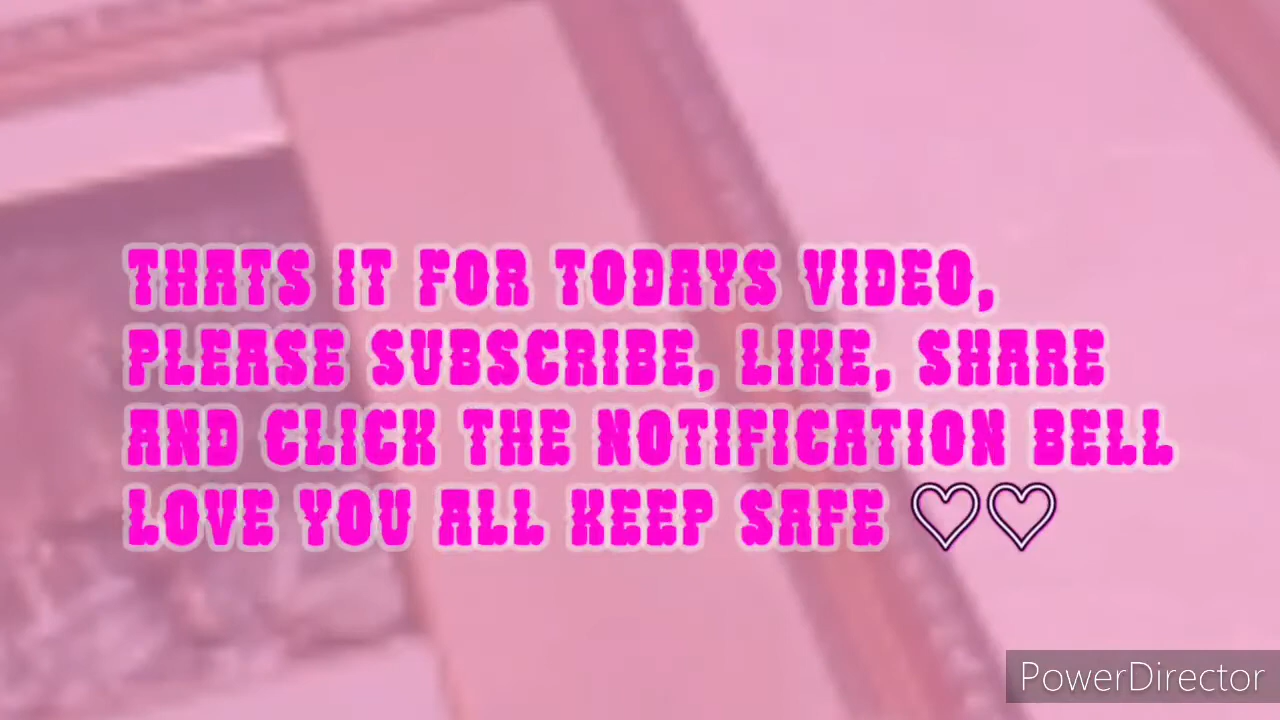 THATS IT FOR TODAYS VIDEO,
PLEASE SUBSCRIBE, LIKE, SHARE
AND CLICK THE NOTIFICATION BELL
LOVE YOU ALL KEEP SAFE ♡♡
PowerDirector